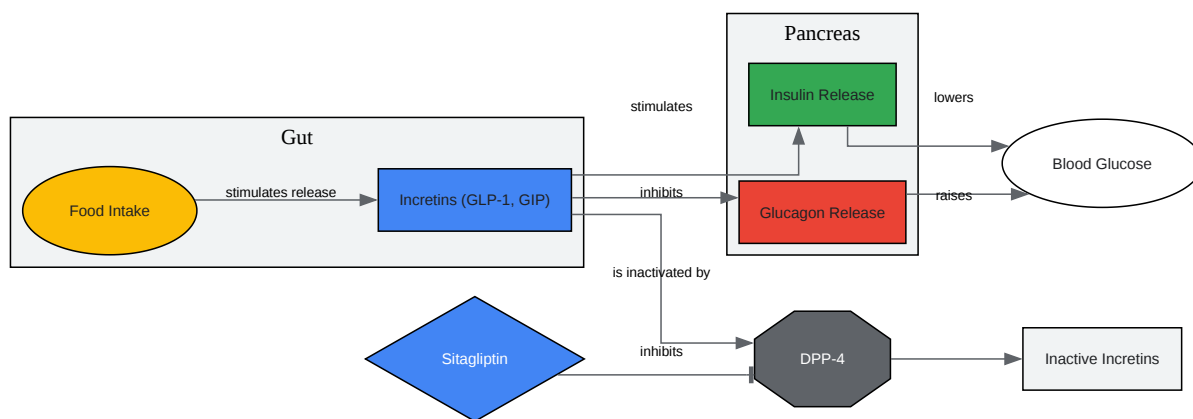 Pancreas
Insulin Release
stimulates
lowers
Gut
Blood Glucose
Food Intake
stimulates release
Incretins (GLP-1, GIP)
inhibits
Glucagon Release
raises
is inactivated by
Sitagliptin
inhibits
DPP-4
Inactive Incretins